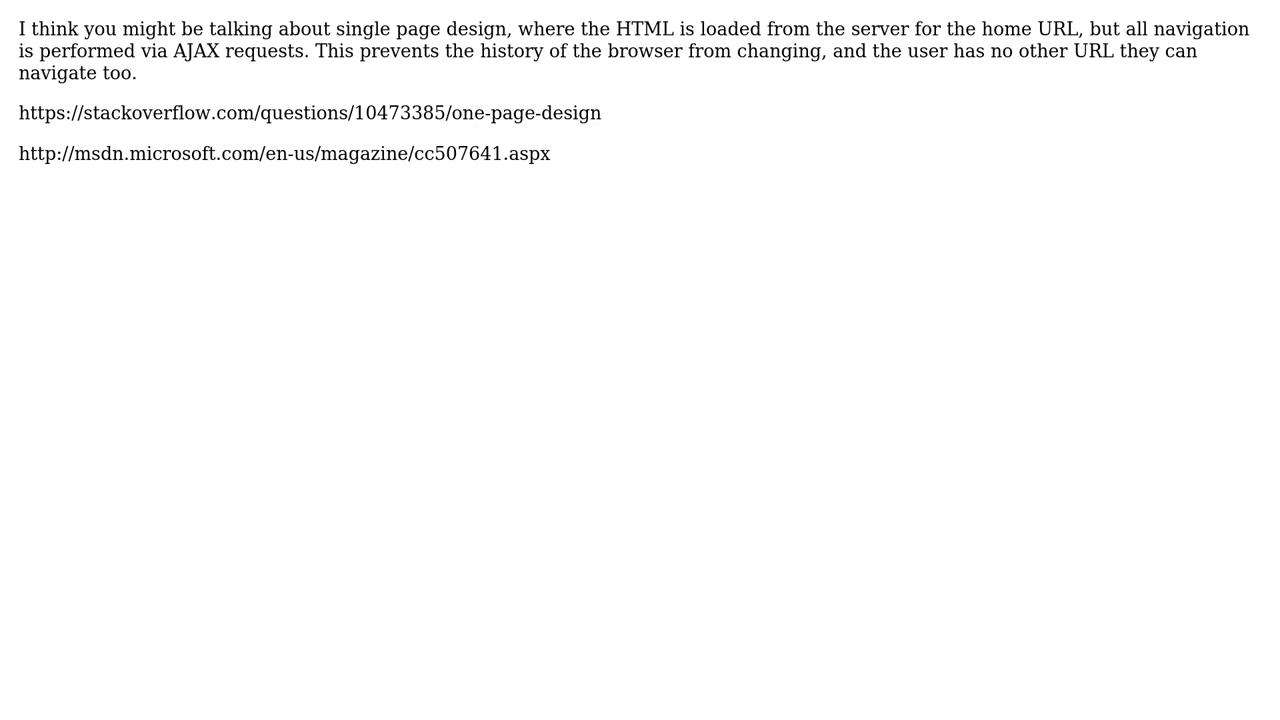 I think you might be talking about single page design, where the HTML is loaded from the server for the home URL, but all navigation
is performed via AJAX requests. This prevents the history of the browser from changing, and the user has no other URL they can
navigate too.
https://stackoverflow.com/questions/10473385/one-page-design
http://msdn.microsoft.com/en-us/magazine/cc507641.aspx